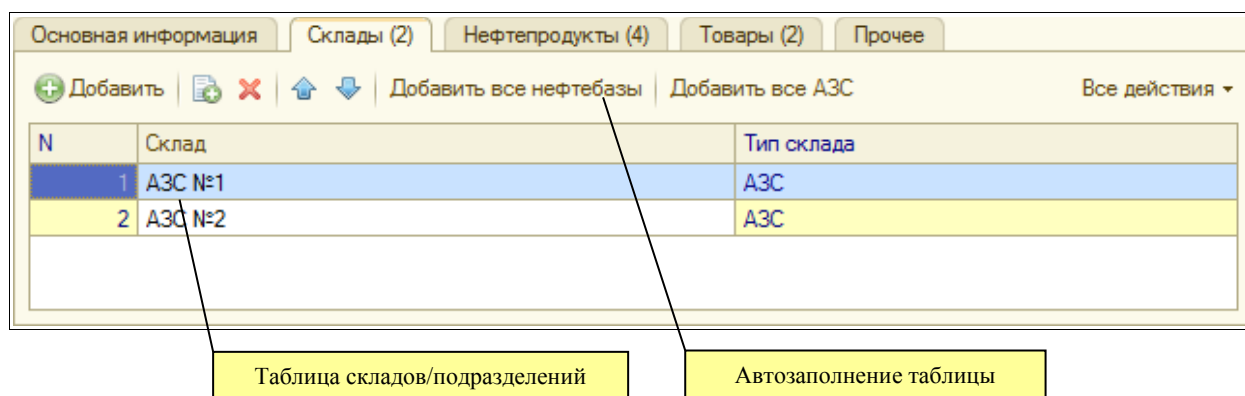 Основная информация Склады (2) Нефтепродукты (4) Товары (2) Прочее
Добавить Добавить все нефтебазы Добавить все АЗС Все действия
N Склад Тип склада
1 АЗС №1 АЗС
2 АЗС №2 АЗС
Таблица складов/подразделений Автозаполнение таблицы